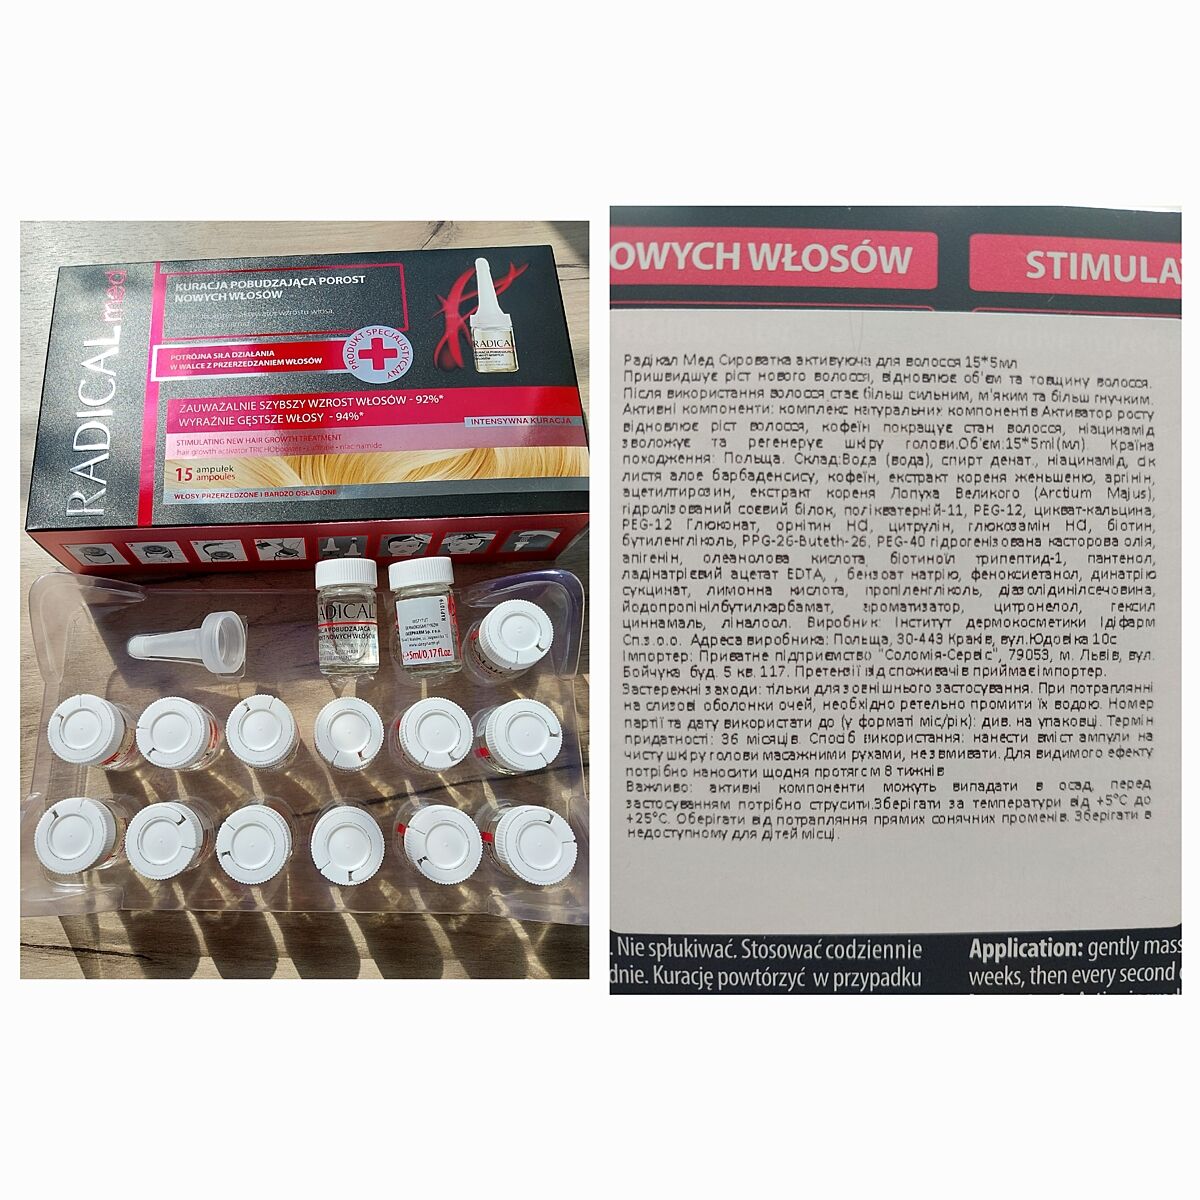 RADICAL med
KURACJA POBUDZAJĄCA POROST
NOWYCH WŁOSÓW
POTRÓJNA SIŁA DZIAŁANIA
W WALCE Z PRZERZEDZANIEM WŁOSÓW
PRODUKT SPECJALISTYCZNY
RADICAL
ZAUWAŻALNIE SZYBSZY WZROST WŁOSÓW - 92%*
WYRAŹNIE GĘSTSZE WŁOSY - 94%*
INTENSYWNA KURACJA
STIMULATING NEW HAIR GROWTH TREATMENT
hair growth activator TRICHObooster • caffeine • niacinamide
15 ampułek
ampoules
WŁOSY PRZERZEDZONE I BARDZO OSŁABIONE
ADICAL
NOWYCH WŁOSÓW
INSTYTUT
5ml/0,17fl.oz.
OWYCH WŁOSÓW
STIMULA
Радікал Мед Сироватка активуюча для волосся 15*5мл
Пришвидшує ріст нового волосся, відновлює об'єм та товщину волосся.
Після використання волосся стає більш сильним, м'яким та більш гнучким.
Активні компоненти: комплекс натуральних компонентів Активатор росту
відновлює ріст волосся, кофеїн покращує стан волосся, ніацинамід
зволожує та регенерує шкіру голови.Об'єм:15*5ml(мл). Країна
походження: Польща. Склад:Вода (вода), спирт денат., ніацинамід, сік
листя алое барбаденсису, кофеїн, екстракт кореня женьшеню, аргінін,
ацетилтирозин, екстракт кореня Лопуха Великого (Arctium Majus),
гідролізований соєвий білок, полікватерній-11, PEG-12, цикват-кальцина,
PEG-12 Глюконат, орнітин HCl, цитрулін, глюкозамін HCl, біотин,
бутиленгліколь, PPG-26-Buteth-26, PEG-40 гідрогенізована касторова олія,
апігенін, олеанолова кислота, біотиноїл трипептид-1, пантенол,
ладінатрієвий ацетат EDTA, , бензоат натрію, феноксиетанол, динатрію
сукцинат, лимонна кислота, пропіленгліколь, діазолідинілсечовина,
йодопропінілбутилкарбамат, ароматизатор, цитронелол, гексил
циннамаль, ліналоол. Виробник: Інститут дермокосметики Ідіфарм
Сп.з.о.о. Адреса виробника: Польща, 30-443 Краків, вул.Юдовіка 10с
Імпортер: Приватне підприємство "Соломія-Сервіс", 79053, м. Львів, вул.
Бойчука буд. 5 кв. 117. Претензії від споживачів приймає імпортер.
Застережні заходи: тільки для зовнішнього застосування. При потраплянні
на слизові оболонки очей, необхідно ретельно промити їх водою. Номер
партії та дату використати до (у форматі міс/рік): див. на упаковці. Термін
придатності: 36 місяців. Спосіб використання: нанести вміст ампули на
чисту шкіру голови масажними рухами, не змивати. Для видимого ефекту
потрібно наносити щодня протягом 8 тижнів
Важливо: активні компоненти можуть випадати в осад, перед
застосуванням потрібно струсити.Зберігати за температури від +5°С до
+25°С. Оберігати від потрапляння прямих сонячних променів. Зберігати в
недоступному для дітей місці.
. Nie spłukiwać. Stosować codziennie
dnie. Kurację powtórzyć w przypadku
Application: gently mass
weeks, then every second